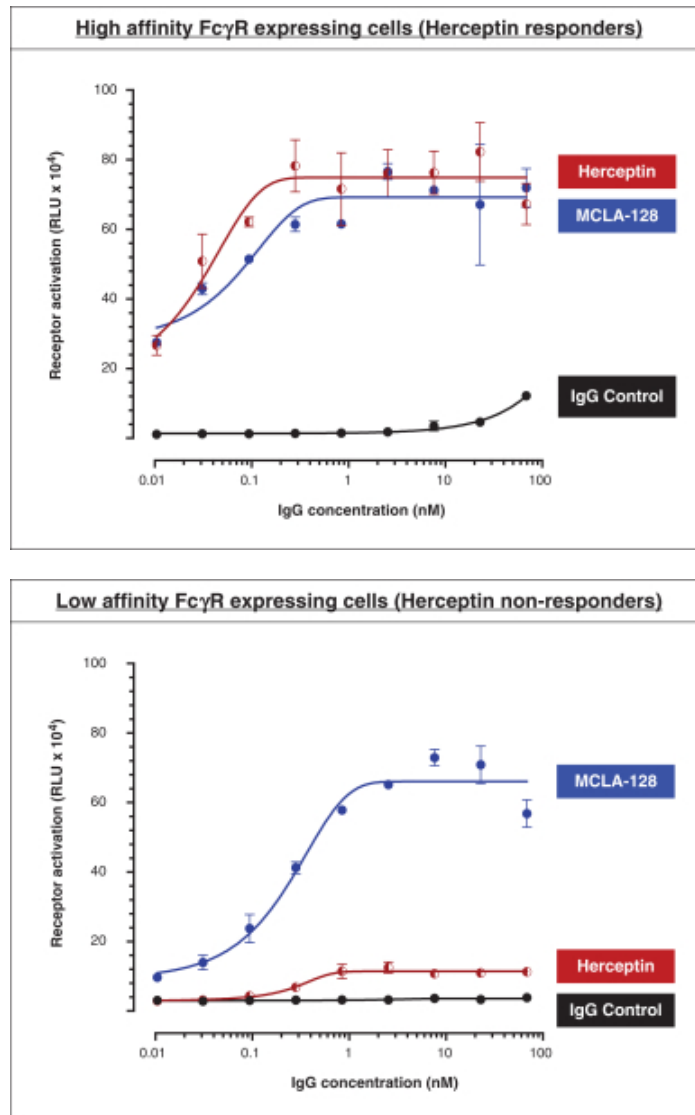 High affinity FcγR expressing cells (Herceptin responders)
100
80
60
40
20
Receptor activation (RLU x 10⁴)
Herceptin
MCLA-128
IgG Control
0.01
0.1
1
10
100
IgG concentration (nM)
Low affinity FcγR expressing cells (Herceptin non-responders)
100
80
60
40
20
Receptor activation (RLU x 10⁴)
MCLA-128
Herceptin
IgG Control
0.01
0.1
1
10
100
IgG concentration (nM)